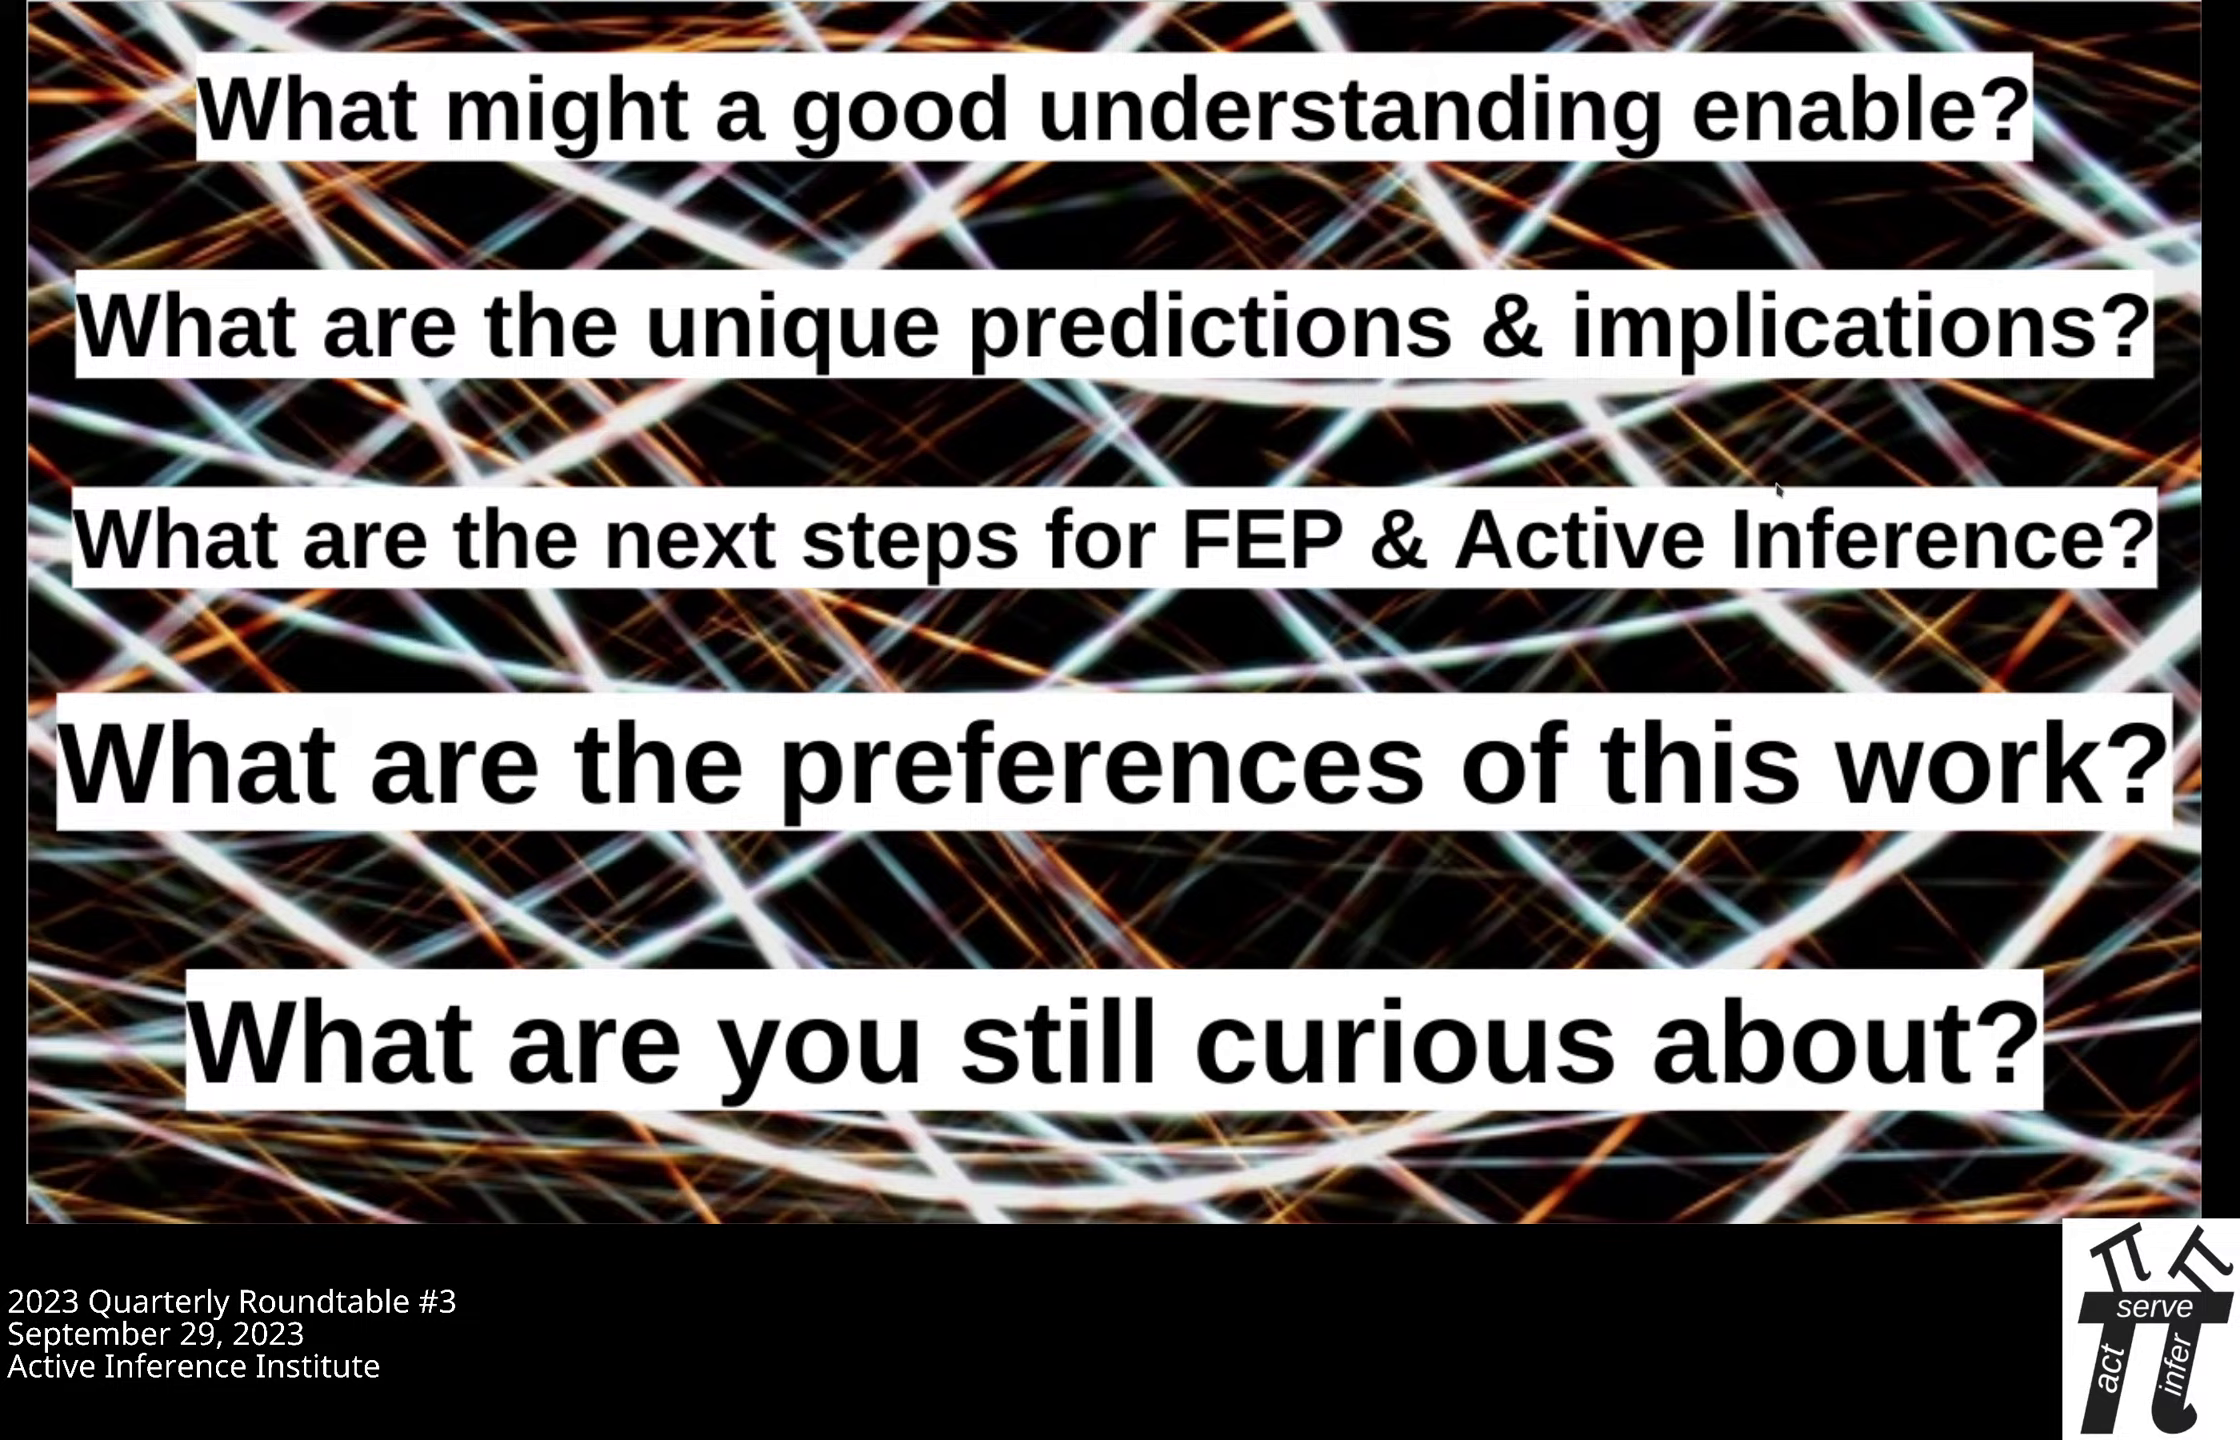 What might a good understanding enable?
What are the unique predictions & implications?
What are the next steps for FEP & Active Inference?
What are the preferences of this work?
What are you still curious about?
2023 Quarterly Roundtable #3
September 29, 2023
Active Inference Institute
π π
serve
act
infer